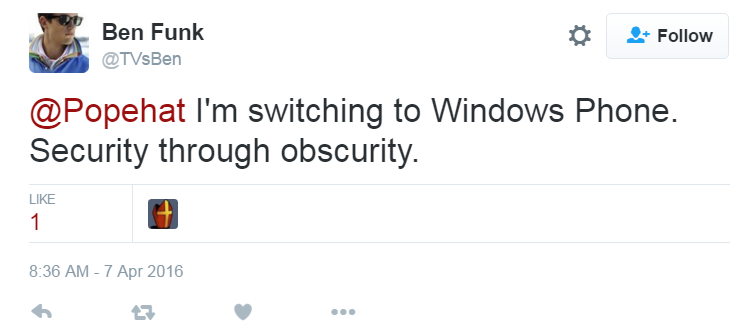 Ben Funk
@TVsBen
Follow
@Popehat I'm switching to Windows Phone.
Security through obscurity.
LIKE
1
8:36 AM - 7 Apr 2016